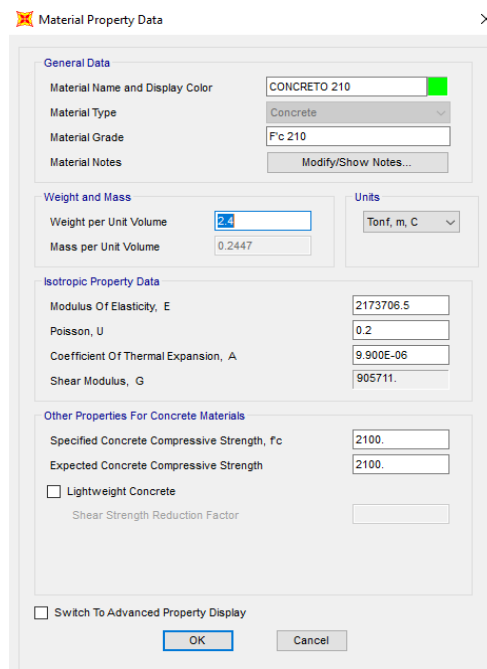 Material Property Data
General Data
Material Name and Display Color CONCRETO 210
Material Type Concrete
Material Grade F'c 210
Material Notes Modify/Show Notes...
Weight and Mass Units
Weight per Unit Volume 2.4 Tonf, m, C
Mass per Unit Volume 0.2447
Isotropic Property Data
Modulus Of Elasticity, E 2173706.5
Poisson, U 0.2
Coefficient Of Thermal Expansion, A 9.900E-06
Shear Modulus, G 905711.
Other Properties For Concrete Materials
Specified Concrete Compressive Strength, f'c 2100.
Expected Concrete Compressive Strength 2100.
Lightweight Concrete
Shear Strength Reduction Factor
Switch To Advanced Property Display
OK Cancel